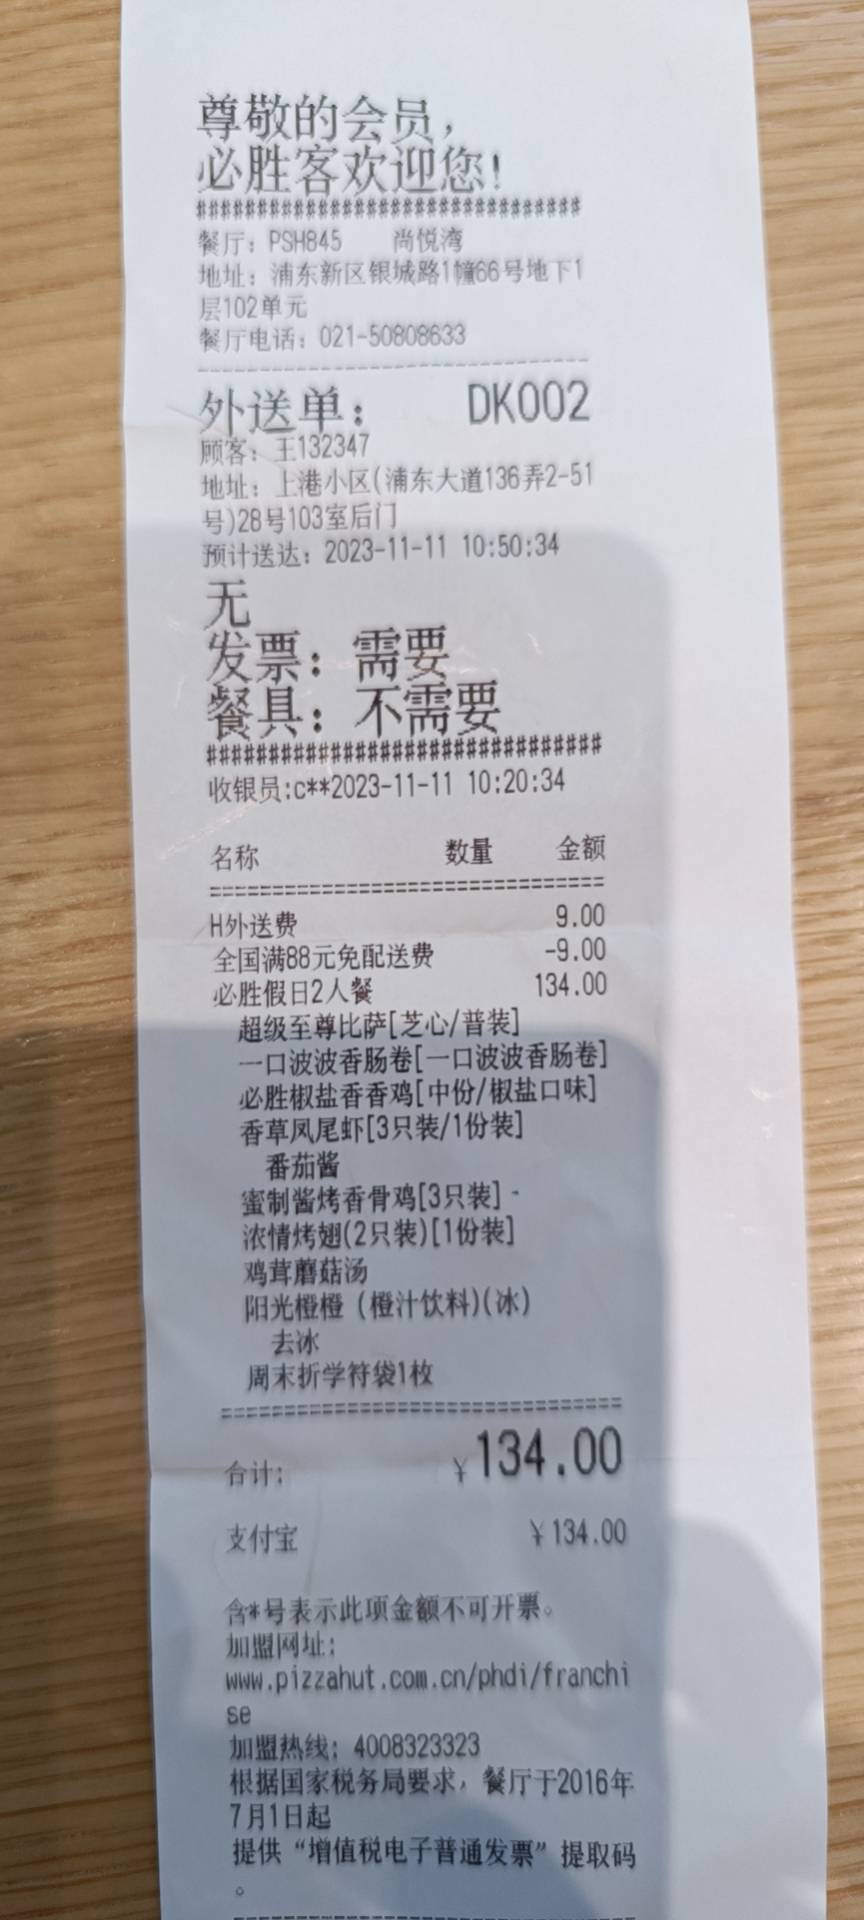 尊敬的会员，
必胜客欢迎您！
################################
餐厅：PSH845 尚悦湾
地址：浦东新区银城路1幢66号地下1
层102单元
餐厅电话：021-50808633
--------------------------------
外送单： DK002
顾客：王132347
地址：上港小区(浦东大道136弄2-51
号)28号103室后门
预计送达：2023-11-11 10:50:34
无
发票：需要
餐具：不需要
################################
收银员:c**2023-11-11 10:20:34
名称 数量 金额
================================
H外送费 9.00
全国满88元免配送费 -9.00
必胜假日2人餐 134.00
超级至尊比萨[芝心/普装]
一口波波香肠卷[一口波波香肠卷]
必胜椒盐香香鸡[中份/椒盐口味]
香草凤尾虾[3只装/1份装]
番茄酱
蜜制酱烤香骨鸡[3只装]
浓情烤翅(2只装)[1份装]
鸡茸蘑菇汤
阳光橙橙（橙汁饮料)(冰)
去冰
周末折学符袋1枚
================================
合计: ￥134.00
支付宝 ￥134.00
含*号表示此项金额不可开票。
加盟网址:
www.pizzahut.com.cn/phdi/franchi
se
加盟热线：4008323323
根据国家税务局要求，餐厅于2016年
7月1日起
提供“增值税电子普通发票”提取码
。
--------------------------------